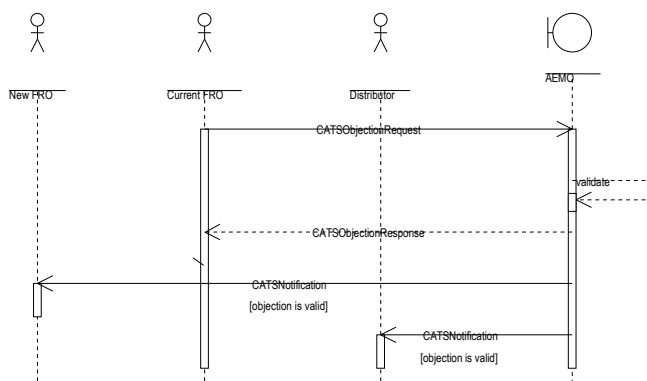 New FRO
Current FRO
Distributor
AEMO
CATSObjectionRequest
validate
CATSObjectionResponse
CATSNotification
[objection is valid]
CATSNotification
[objection is valid]